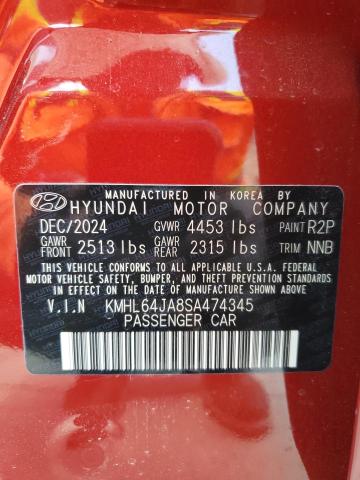 MANUFACTURED IN KOREA BY
HYUNDAI MOTOR COMPANY
DEC/2024 GVWR 4453 lbs PAINT R2P
GAWR FRONT 2513 lbs GAWR REAR 2315 lbs TRIM NNB
THIS VEHICLE CONFORMS TO ALL APPLICABLE U.S.A. FEDERAL
MOTOR VEHICLE SAFETY, BUMPER, AND THEFT PREVENTION STANDARDS
IN EFFECT ON THE DATE OF MANUFACTURE SHOWN ABOVE.
V.I.N KMHL64JA8SA474345
PASSENGER CAR